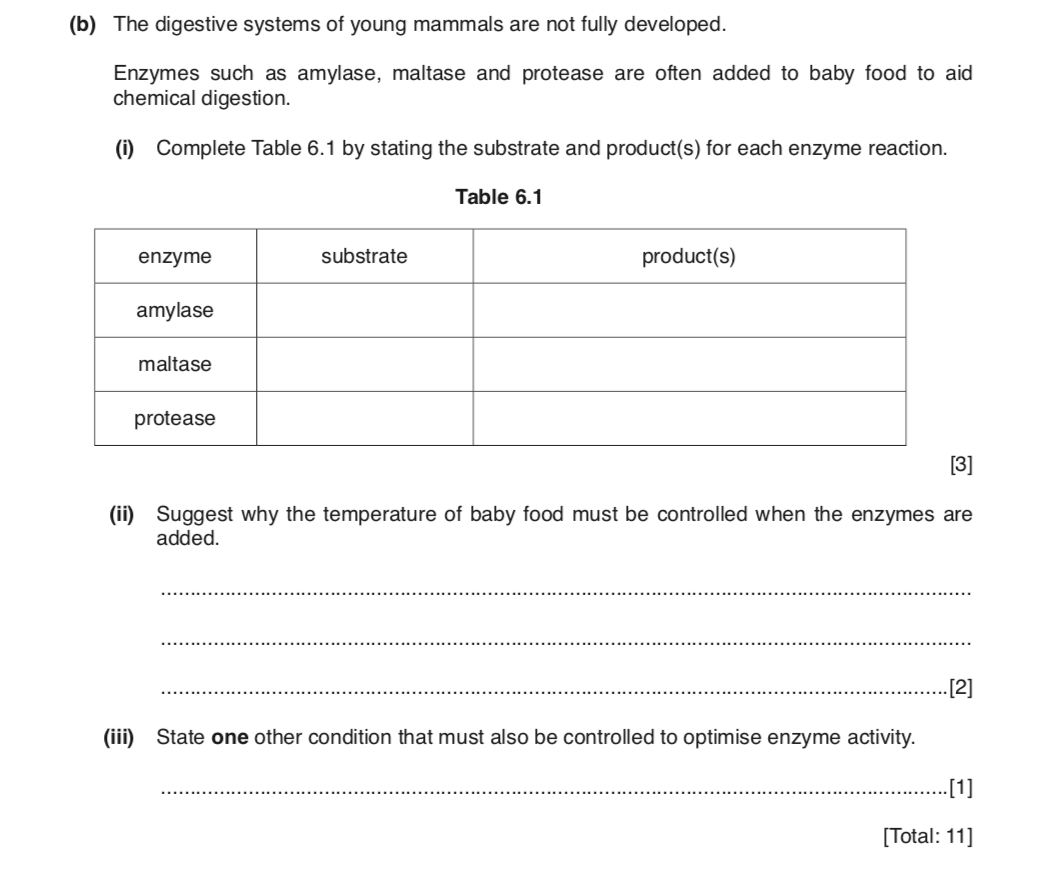 (b) The digestive systems of young mammals are not fully developed.
Enzymes such as amylase, maltase and protease are often added to baby food to aid
chemical digestion.
(i) Complete Table 6.1 by stating the substrate and product(s) for each enzyme reaction.
Table 6.1
enzyme substrate product(s)
amylase
maltase
protease
[3]
(ii) Suggest why the temperature of baby food must be controlled when the enzymes are
added.
..........................................................................................................................................
..........................................................................................................................................
......................................................................................................................................[2]
(iii) State one other condition that must also be controlled to optimise enzyme activity.
......................................................................................................................................[1]
[Total: 11]